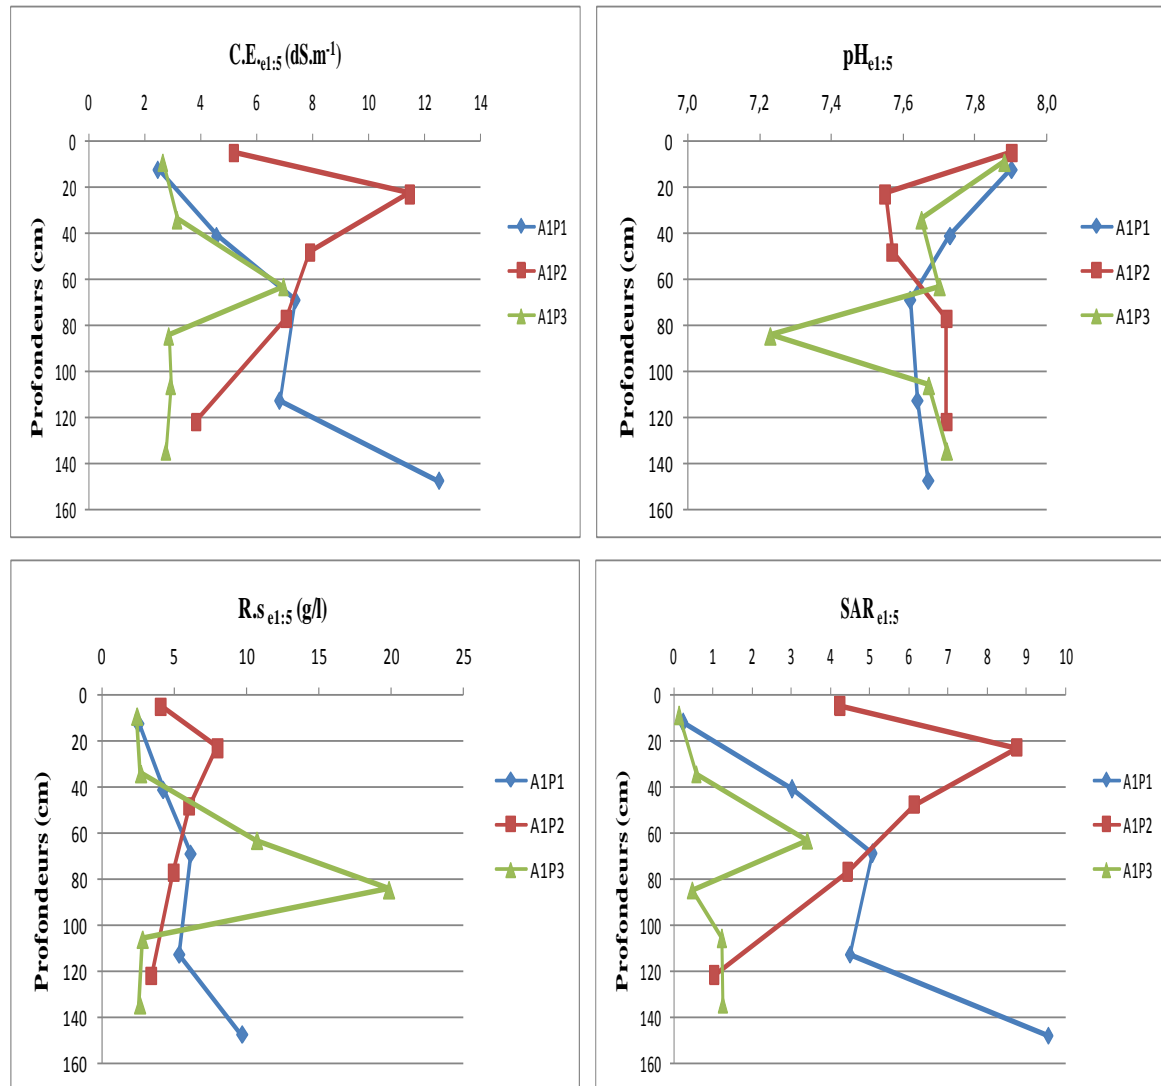 C.E.e1:5 (dS.m-1)
0 2 4 6 8 10 12 14
0
20
40
60
80
100
120
140
160
Profondeurs (cm)
A1P1
A1P2
A1P3
pHe1:5
7,0 7,2 7,4 7,6 7,8 8,0
0
20
40
60
80
100
120
140
160
Profondeurs (cm)
A1P1
A1P2
A1P3
R.s e1:5 (g/l)
0 5 10 15 20 25
0
20
40
60
80
100
120
140
160
Profondeurs (cm)
A1P1
A1P2
A1P3
SAR e1:5
0 1 2 3 4 5 6 7 8 9 10
0
20
40
60
80
100
120
140
160
Profondeurs (cm)
A1P1
A1P2
A1P3